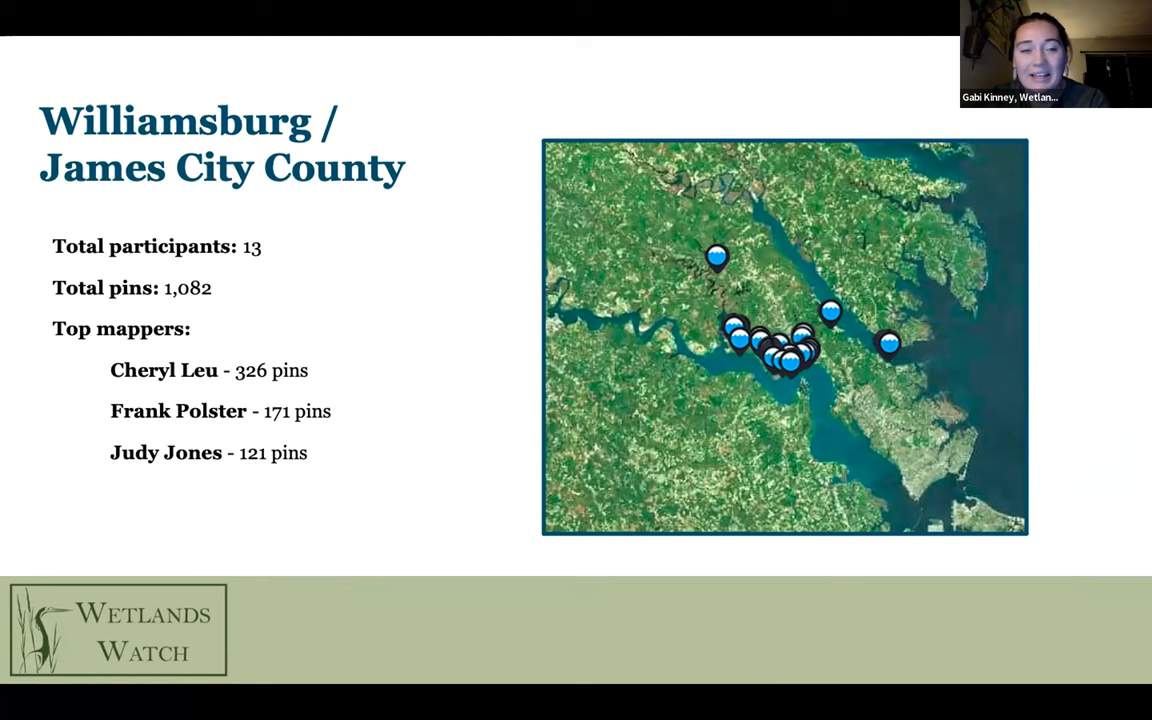 Gabi Kinney, Wetlan...
Williamsburg /
James City County
Total participants: 13
Total pins: 1,082
Top mappers:
Cheryl Leu - 326 pins
Frank Polster - 171 pins
Judy Jones - 121 pins
WETLANDS
WATCH